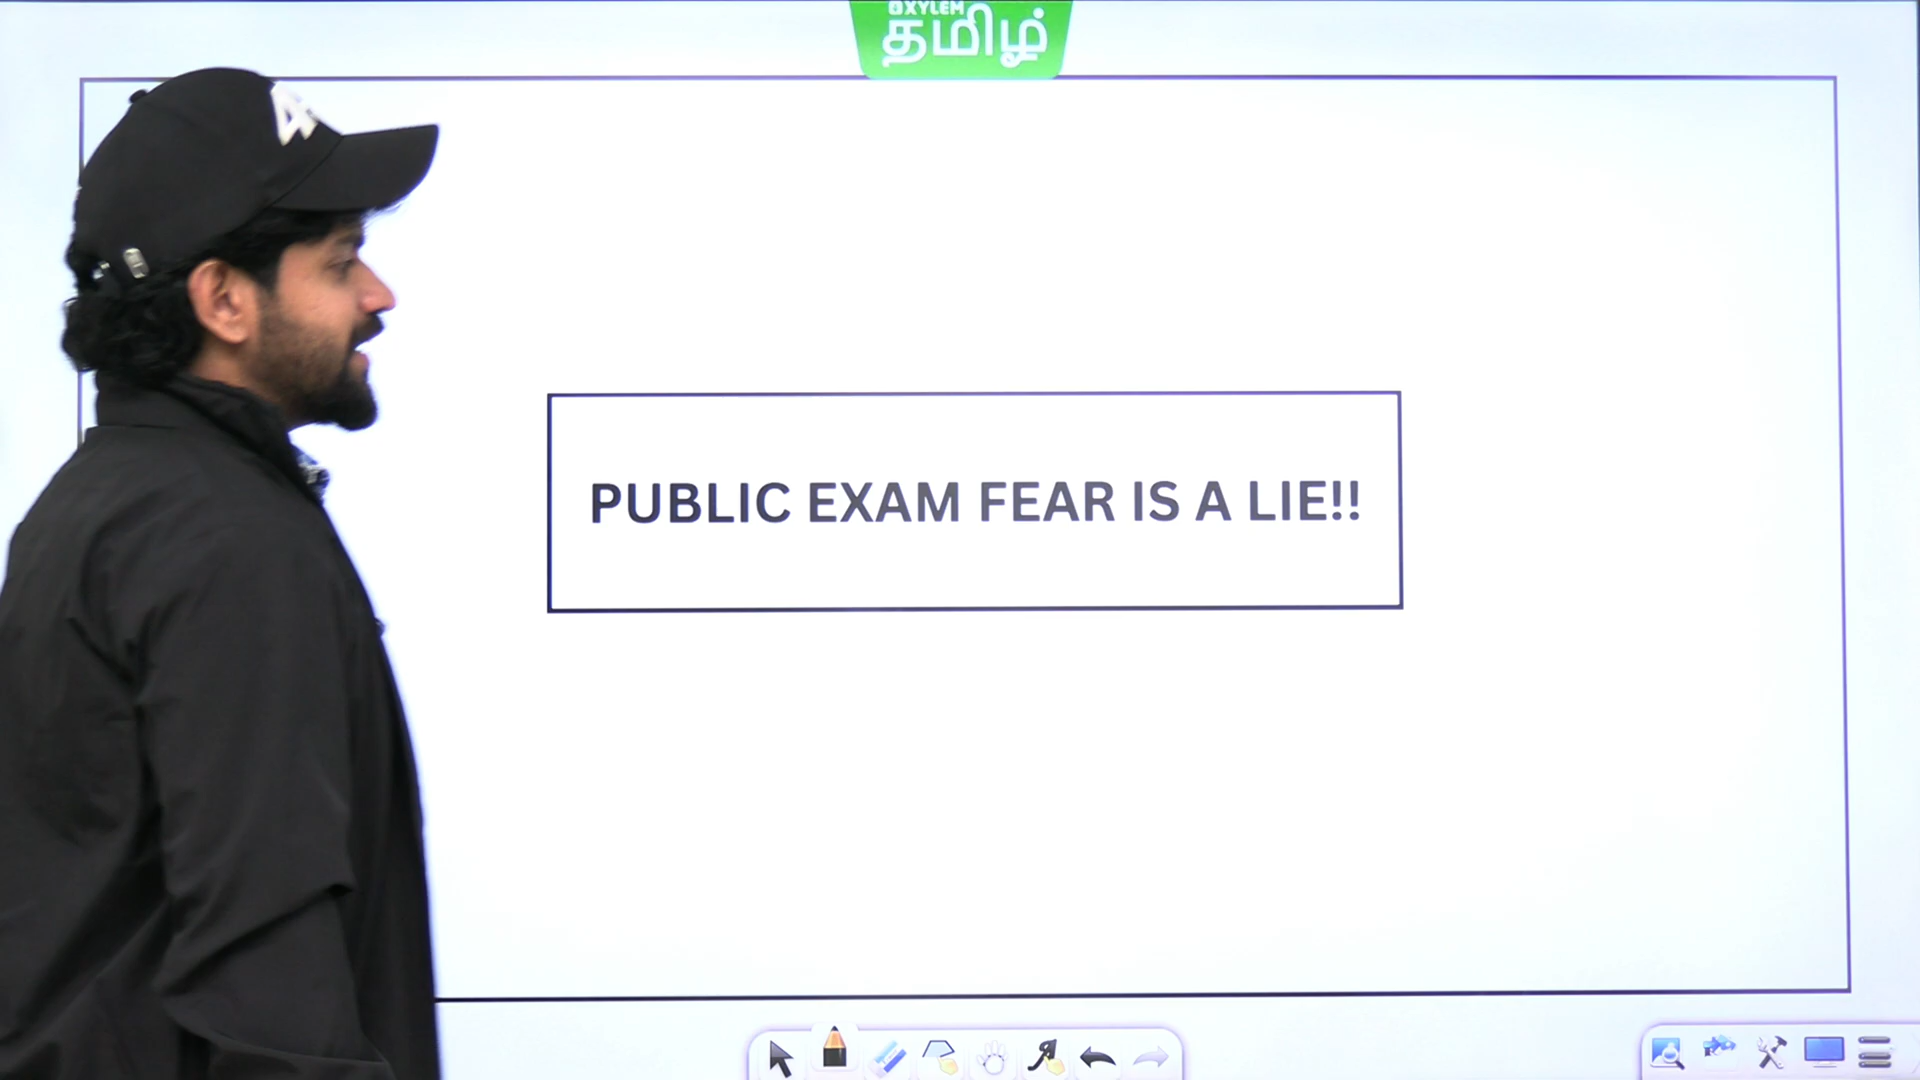 XYLEM
தமிழ்
PUBLIC EXAM FEAR IS A LIE!!